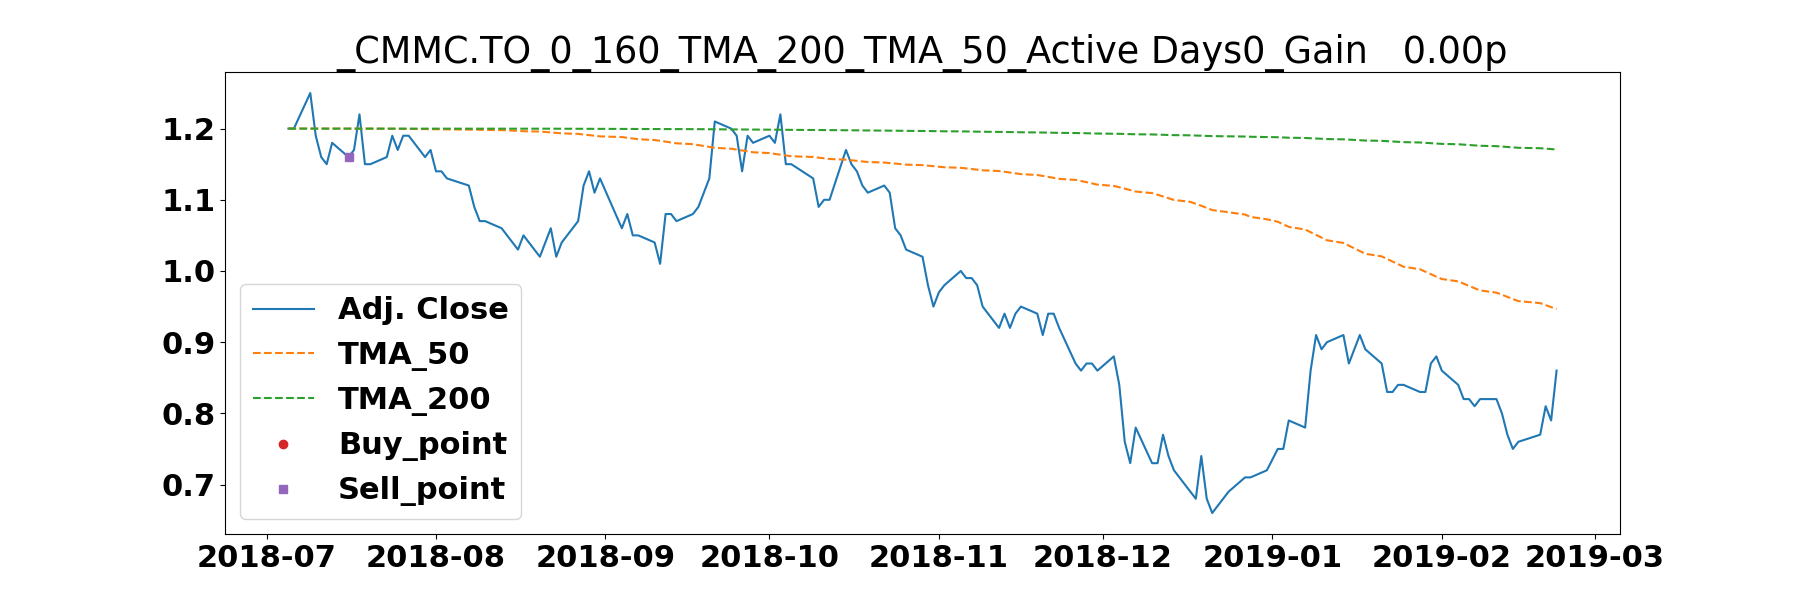 _CMMC.TO_0_160_TMA_200_TMA_50_Active Days0_Gain   0.00p
1.2
1.1
1.0
0.9
0.8
0.7
Adj. Close
TMA_50
TMA_200
Buy_point
Sell_point
2018-07 2018-08 2018-09 2018-10 2018-11 2018-12 2019-01 2019-02 2019-03